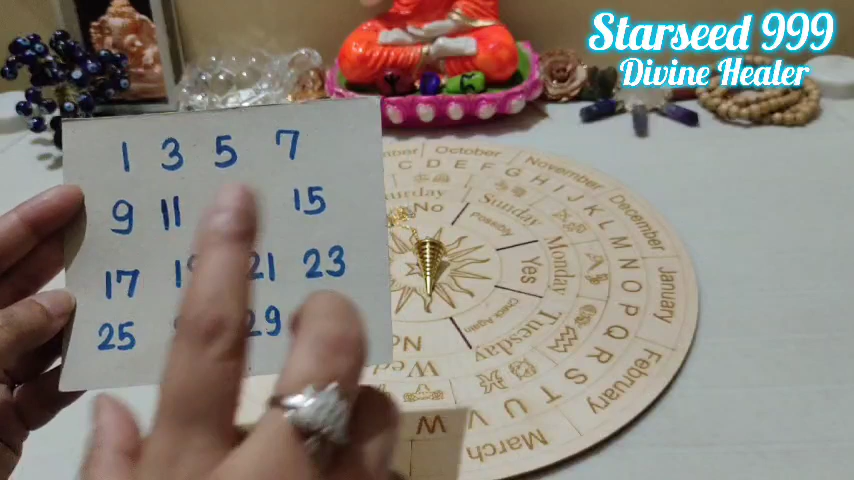 Starseed 999
Divine Healer
1 3 5 7
9 11 15
17 21 23
25 29
October
November
December
January
February
March
C D E F G H I J K L M N O P Q R S T U V W
Sunday
Monday
Tuesday
No
Possibly
Yes
Check Again